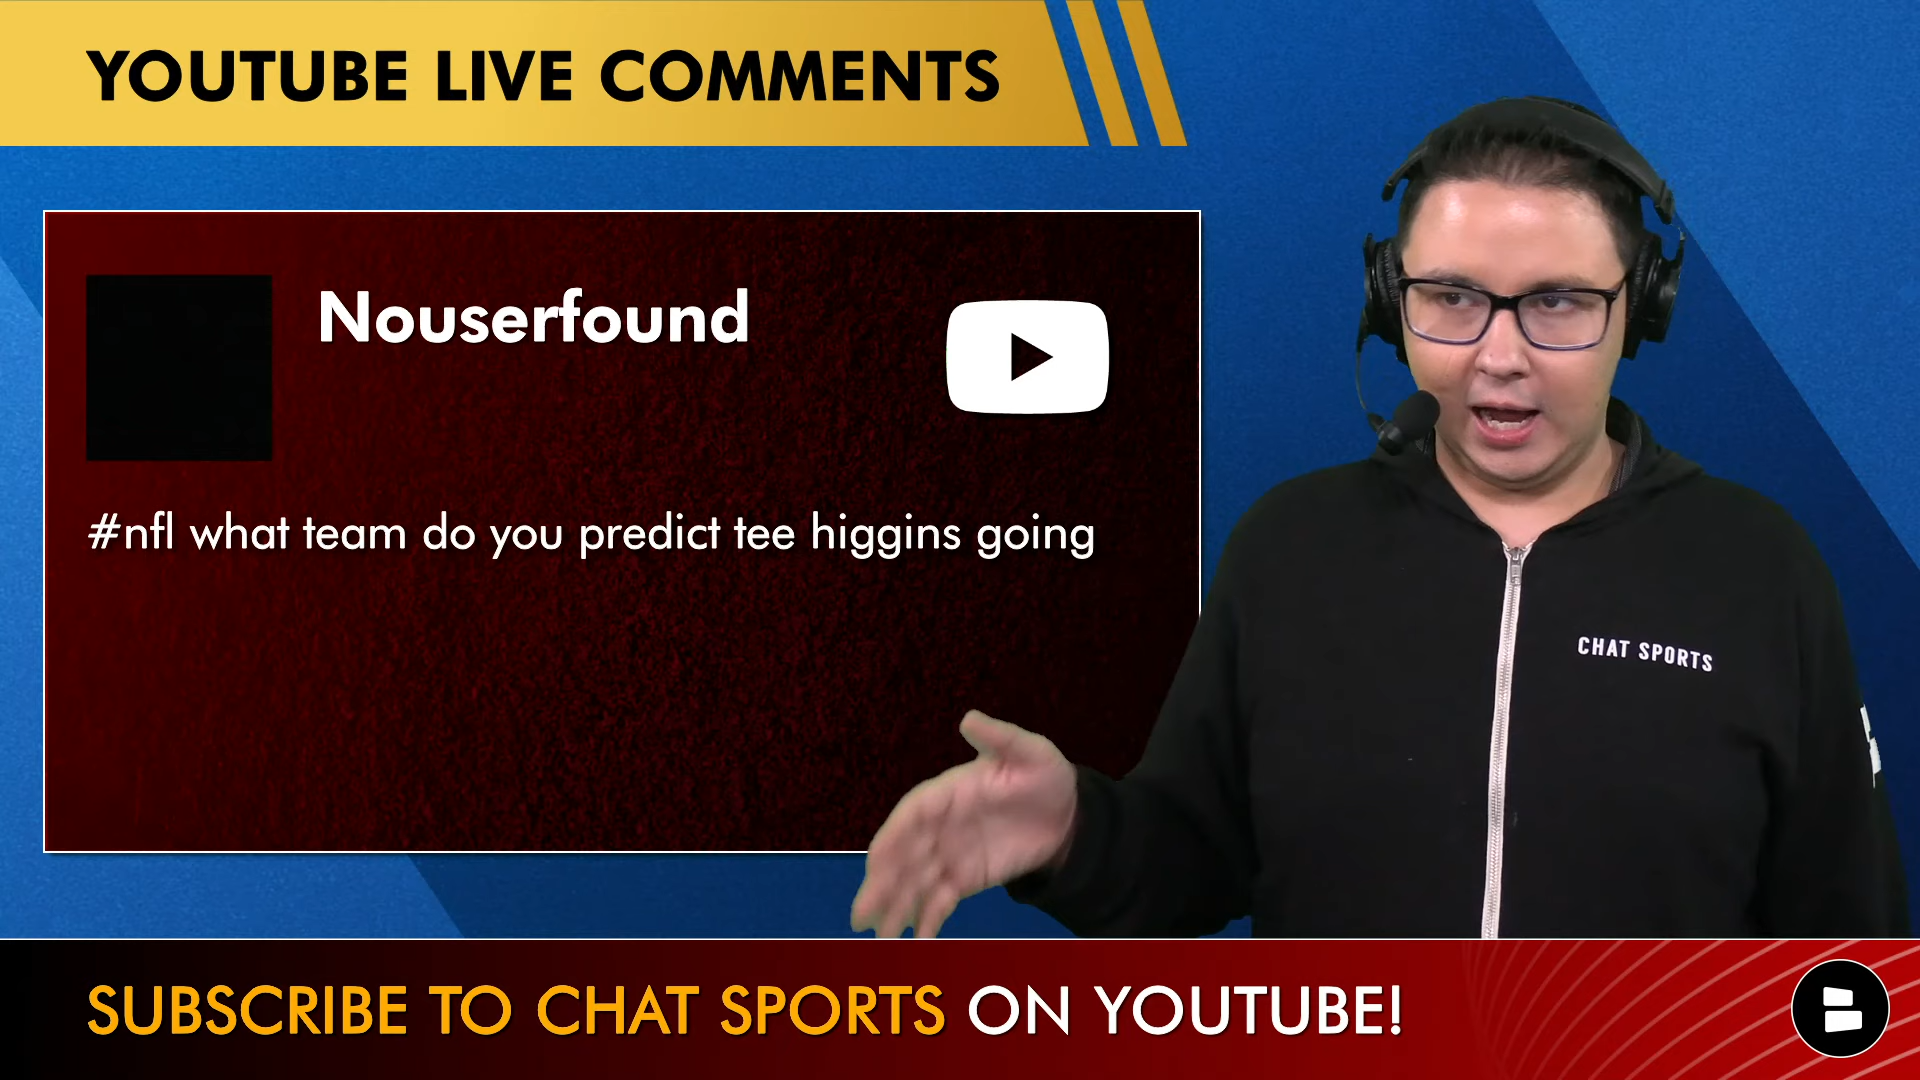 YOUTUBE LIVE COMMENTS
Nouserfound
#nfl what team do you predict tee higgins going
CHAT SPORTS
SUBSCRIBE TO CHAT SPORTS ON YOUTUBE!